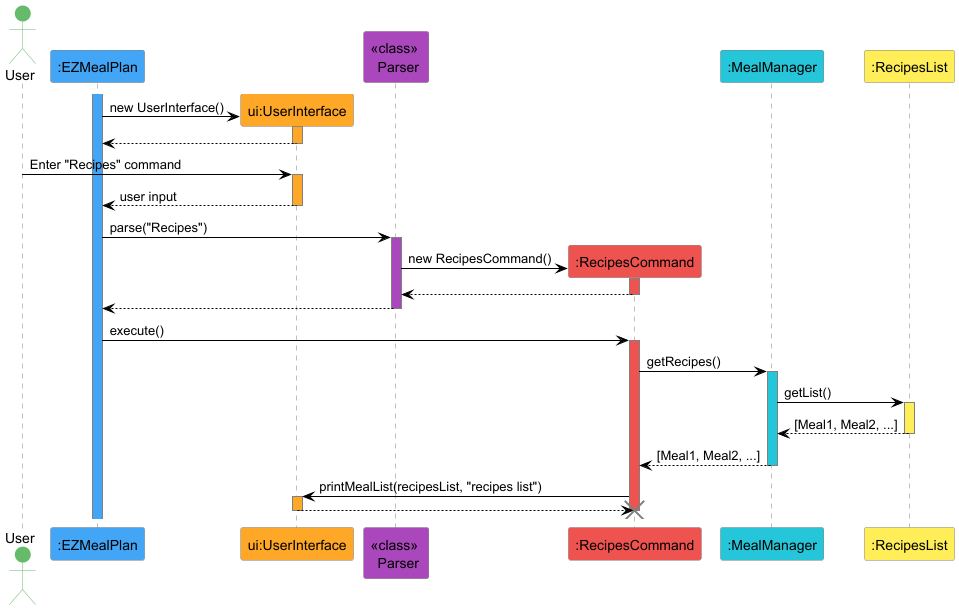 User
:EZMealPlan
«class»
Parser
:MealManager
:RecipesList
new UserInterface()
ui:UserInterface
Enter "Recipes" command
user input
parse("Recipes")
new RecipesCommand()
:RecipesCommand
execute()
getRecipes()
getList()
[Meal1, Meal2, ...]
[Meal1, Meal2, ...]
printMealList(recipesList, "recipes list")
User
:EZMealPlan
ui:UserInterface
«class»
Parser
:RecipesCommand
:MealManager
:RecipesList